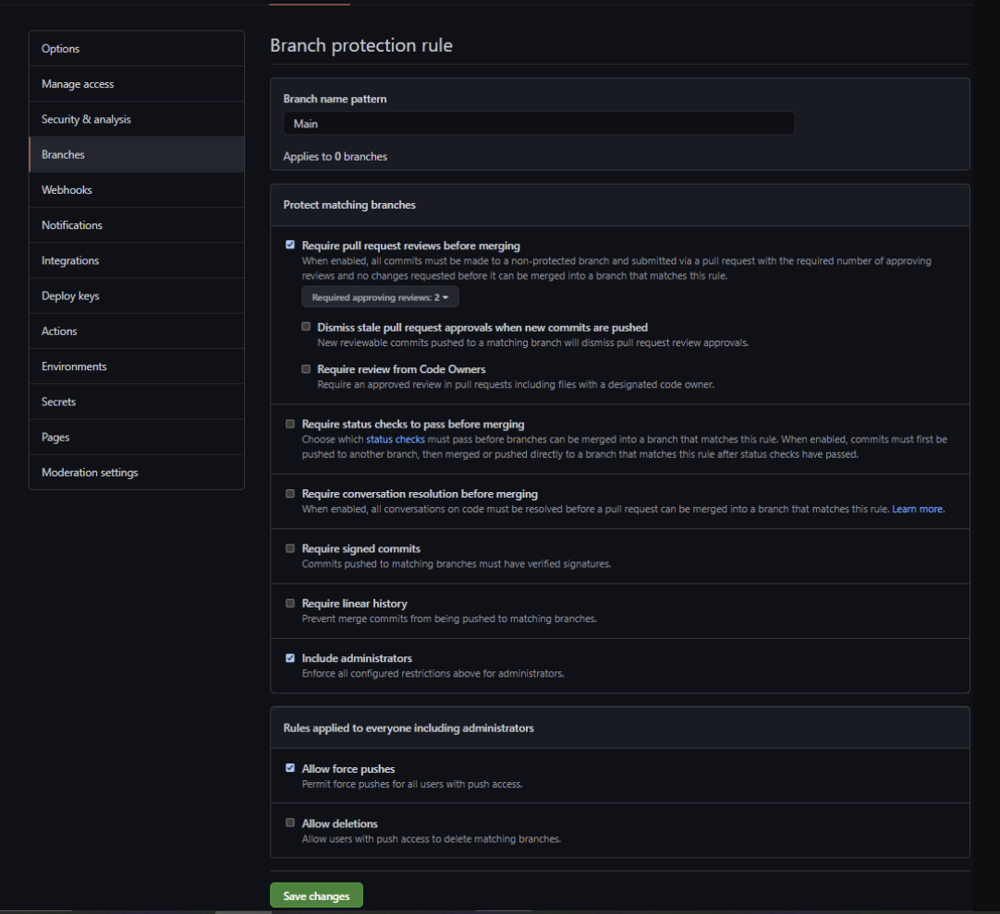 Options
Manage access
Security & analysis
Branches
Webhooks
Notifications
Integrations
Deploy keys
Actions
Environments
Secrets
Pages
Moderation settings
Branch protection rule
Branch name pattern
Main
Applies to 0 branches
Protect matching branches
Require pull request reviews before merging
When enabled, all commits must be made to a non-protected branch and submitted via a pull request with the required number of approving
reviews and no changes requested before it can be merged into a branch that matches this rule.
Required approving reviews: 2
Dismiss stale pull request approvals when new commits are pushed
New reviewable commits pushed to a matching branch will dismiss pull request review approvals.
Require review from Code Owners
Require an approved review in pull requests including files with a designated code owner.
Require status checks to pass before merging
Choose which status checks must pass before branches can be merged into a branch that matches this rule. When enabled, commits must first be
pushed to another branch, then merged or pushed directly to a branch that matches this rule after status checks have passed.
Require conversation resolution before merging
When enabled, all conversations on code must be resolved before a pull request can be merged into a branch that matches this rule. Learn more.
Require signed commits
Commits pushed to matching branches must have verified signatures.
Require linear history
Prevent merge commits from being pushed to matching branches.
Include administrators
Enforce all configured restrictions above for administrators.
Rules applied to everyone including administrators
Allow force pushes
Permit force pushes for all users with push access.
Allow deletions
Allow users with push access to delete matching branches.
Save changes